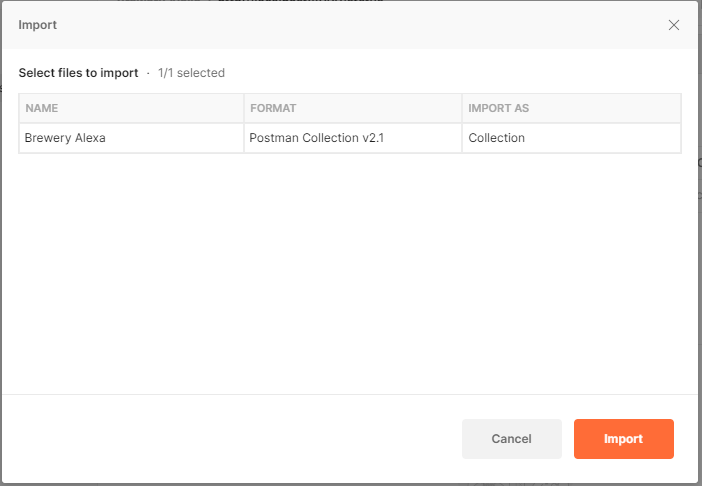 Import
Select files to import · 1/1 selected
NAME FORMAT IMPORT AS
Brewery Alexa Postman Collection v2.1 Collection
Cancel Import